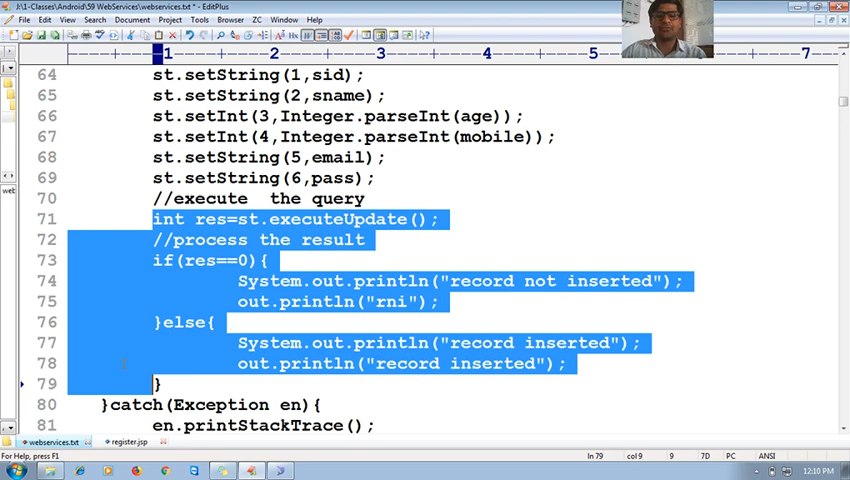 J:\1-Classes\Android\59 WebServices\webservices.txt * - EditPlus
File Edit View Search Document Project Tools Browser ZC Window Help
1 2 3 4 5 7
64 st.setString(1,sid);
65 st.setString(2,sname);
66 st.setInt(3,Integer.parseInt(age));
67 st.setInt(4,Integer.parseInt(mobile));
68 st.setString(5,email);
69 st.setString(6,pass);
70 //execute the query
71 int res=st.executeUpdate();
72 //process the result
73 if(res==0){
74 System.out.println("record not inserted");
75 out.println("rni");
76 }else{
77 System.out.println("record inserted");
78 out.println("record inserted");
79 }
80 }catch(Exception en){
81 en.printStackTrace();
web
webservices.txt register.jsp
For Help, press F1 ln 79 col 9 9 7D PC ANSI
12:10 PM